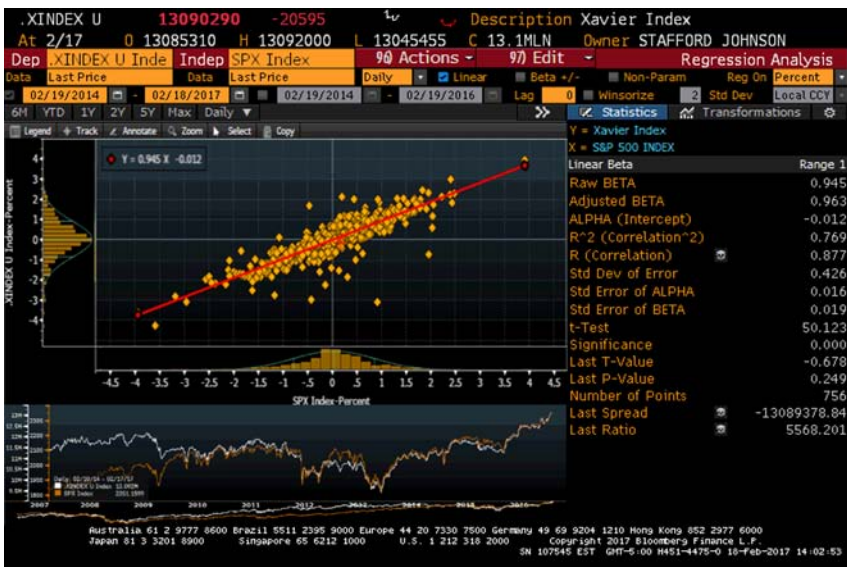 .XINDEX U 13090290 -20595 Description Xavier Index
At 2/17 O 13085310 H 13092000 L 13045455 C 13.1MLN Owner STAFFORD JOHNSON
Dep .XINDEX U Inde Indep SPX Index 96) Actions 97) Edit Regression Analysis
Data Last Price Data Last Price Daily Linear Beta +/- Non-Param Reg On Percent
02/19/2014 - 02/18/2017 02/19/2014 - 02/19/2016 Lag 0 Winsorize 2 Std Dev Local CCY
6M YTD 1Y 2Y 5Y Max Daily Statistics Transformations
Legend Track Annotate Zoom Select Copy
Y = Xavier Index
X = S&P 500 INDEX
Y = 0.945 X -0.012
Linear Beta Range 1
Raw BETA 0.945
Adjusted BETA 0.963
ALPHA (Intercept) -0.012
R^2 (Correlation^2) 0.769
R (Correlation) 0.877
Std Dev of Error 0.426
Std Error of ALPHA 0.016
Std Error of BETA 0.019
t-Test 50.123
Significance 0.000
Last T-Value -0.678
Last P-Value 0.249
Number of Points 756
Last Spread -13089378.84
Last Ratio 5568.201
.XINDEX U Index-Percent
4
3
2
1
0
-1
-2
-3
-4
-4.5 -4 -3.5 -3 -2.5 -2 -1.5 -1 -.5 0 .5 1 1.5 2 2.5 3 3.5 4 4.5
SPX Index-Percent
2007 2008 2009 2010 2011 2012 2013 2014 2015 2016
Australia 61 2 9777 8600 Brazil 5511 2395 9000 Europe 44 20 7330 7500 Germany 49 69 9204 1210 Hong Kong 852 2977 6000
Japan 81 3 3201 8900 Singapore 65 6212 1000 U.S. 1 212 318 2000 Copyright 2017 Bloomberg Finance L.P.
SN 107545 EST GMT-5:00 H451-4475-0 18-Feb-2017 14:02:53